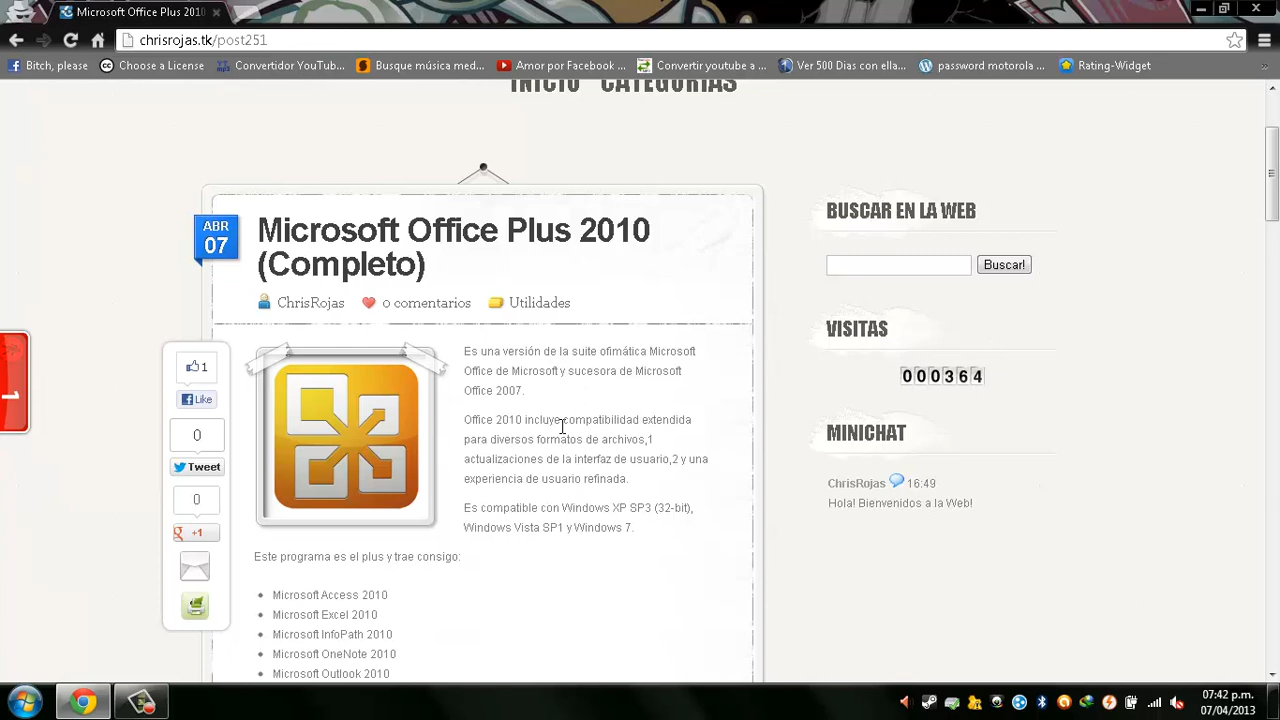 Microsoft Office Plus 2010
chrisrojas.tk/post251
Bitch, please
Choose a License
Convertidor YouTub...
Busque música med...
Amor por Facebook ...
Convertir youtube a ...
Ver 500 Dias con ella...
password motorola ...
Rating-Widget
»
INICIO CATEGORIAS
ABR
07
Microsoft Office Plus 2010
(Completo)
ChrisRojas
0 comentarios
Utilidades
1
Like
0
Tweet
0
+1
1
Es una versión de la suite ofimática Microsoft
Office de Microsoft y sucesora de Microsoft
Office 2007.
Office 2010 incluye compatibilidad extendida
para diversos formatos de archivos,1
actualizaciones de la interfaz de usuario,2 y una
experiencia de usuario refinada.
Es compatible con Windows XP SP3 (32-bit),
Windows Vista SP1 y Windows 7.
Este programa es el plus y trae consigo:
Microsoft Access 2010
Microsoft Excel 2010
Microsoft InfoPath 2010
Microsoft OneNote 2010
Microsoft Outlook 2010
BUSCAR EN LA WEB
Buscar!
VISITAS
000364
MINICHAT
ChrisRojas 16:49
Hola! Bienvenidos a la Web!
07:42 p.m.
07/04/2013